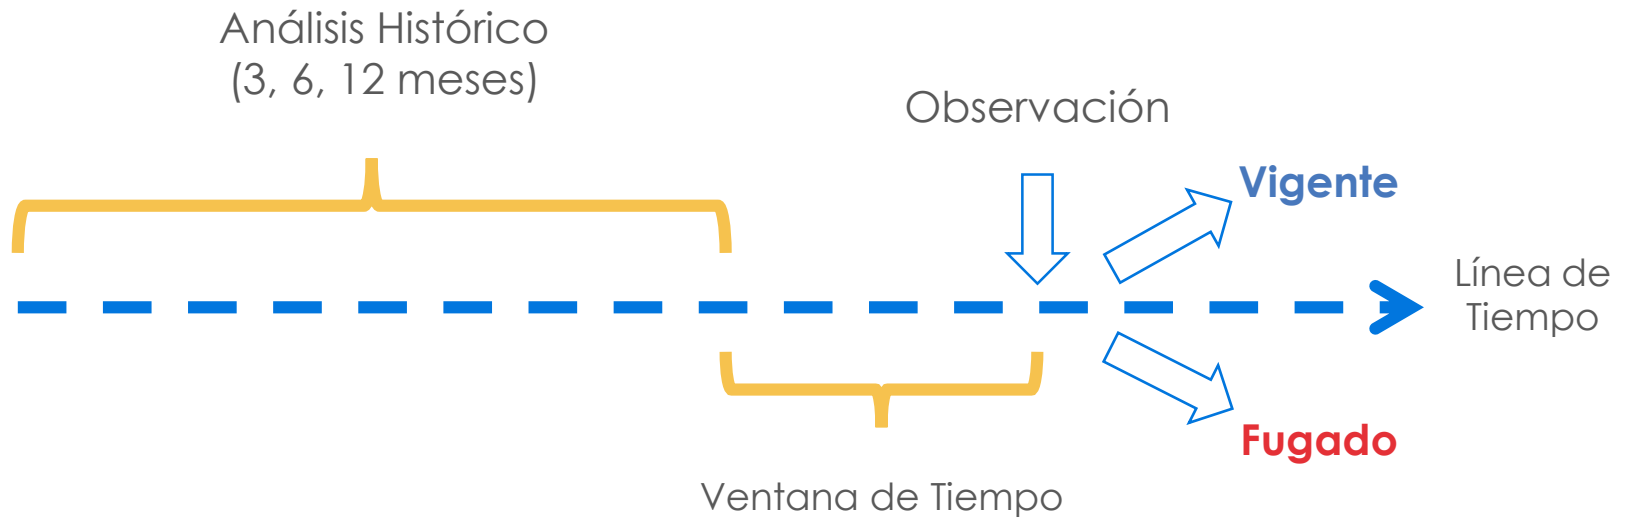 Análisis Histórico
(3, 6, 12 meses)
Observación
Vigente
Línea de
Tiempo
Fugado
Ventana de Tiempo